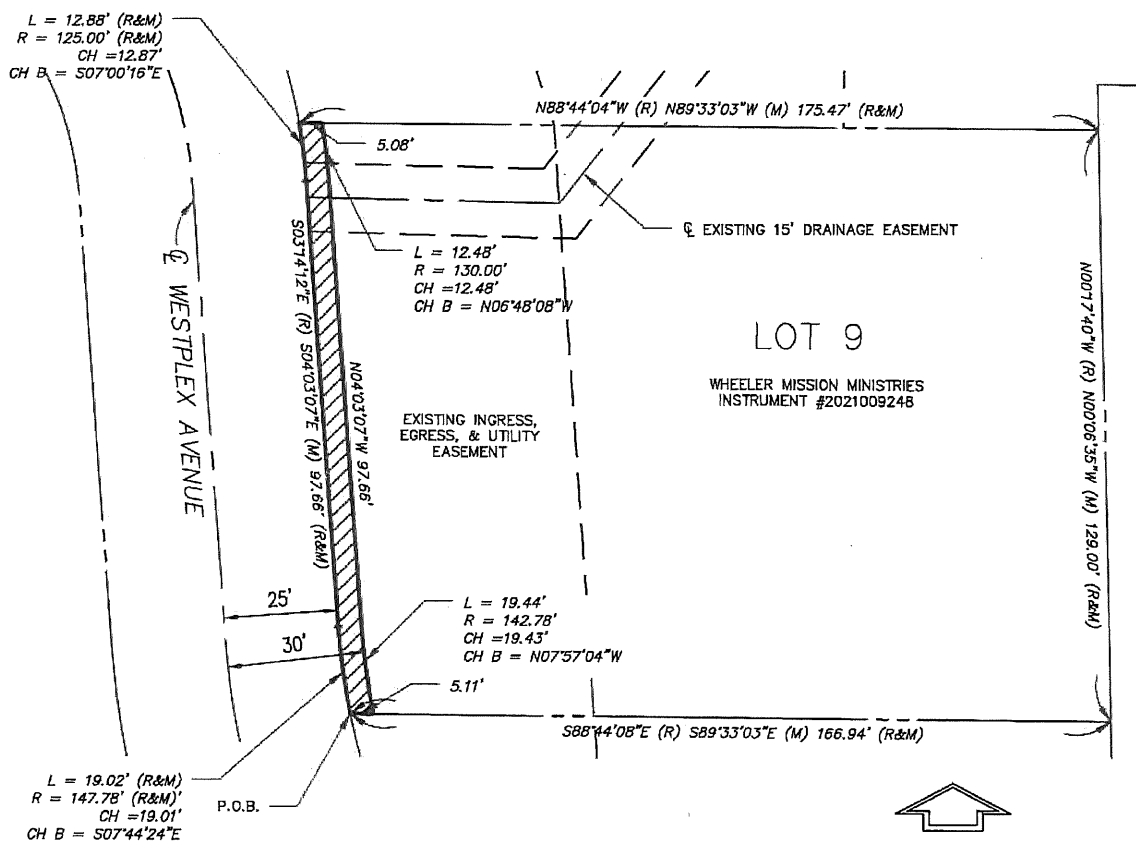 L = 12.88' (R&M)
R = 125.00' (R&M)
CH =12.87'
CH B = S07°00'16"E
N88°44'04"W (R) N89°33'03"W (M) 175.47' (R&M)
5.08'
℄ EXISTING 15' DRAINAGE EASEMENT
L = 12.48'
R = 130.00'
CH =12.48'
CH B = N06°48'08"W
℄ WESTPLEX AVENUE
S03°14'12"E (R) S04°03'07"E (M) 97.66' (R&M)
N04°03'07"W 97.66'
LOT 9
WHEELER MISSION MINISTRIES
INSTRUMENT #2021009248
EXISTING INGRESS,
EGRESS, & UTILITY
EASEMENT
N00°17'40"W (R) N00°06'35"W (M) 129.00' (R&M)
25'
30'
L = 19.44'
R = 142.78'
CH =19.43'
CH B = N07°57'04"W
5.11'
S88°44'08"E (R) S89°33'03"E (M) 166.94' (R&M)
L = 19.02' (R&M)
R = 147.78' (R&M)'
CH =19.01'
CH B = S07°44'24"E
P.O.B.